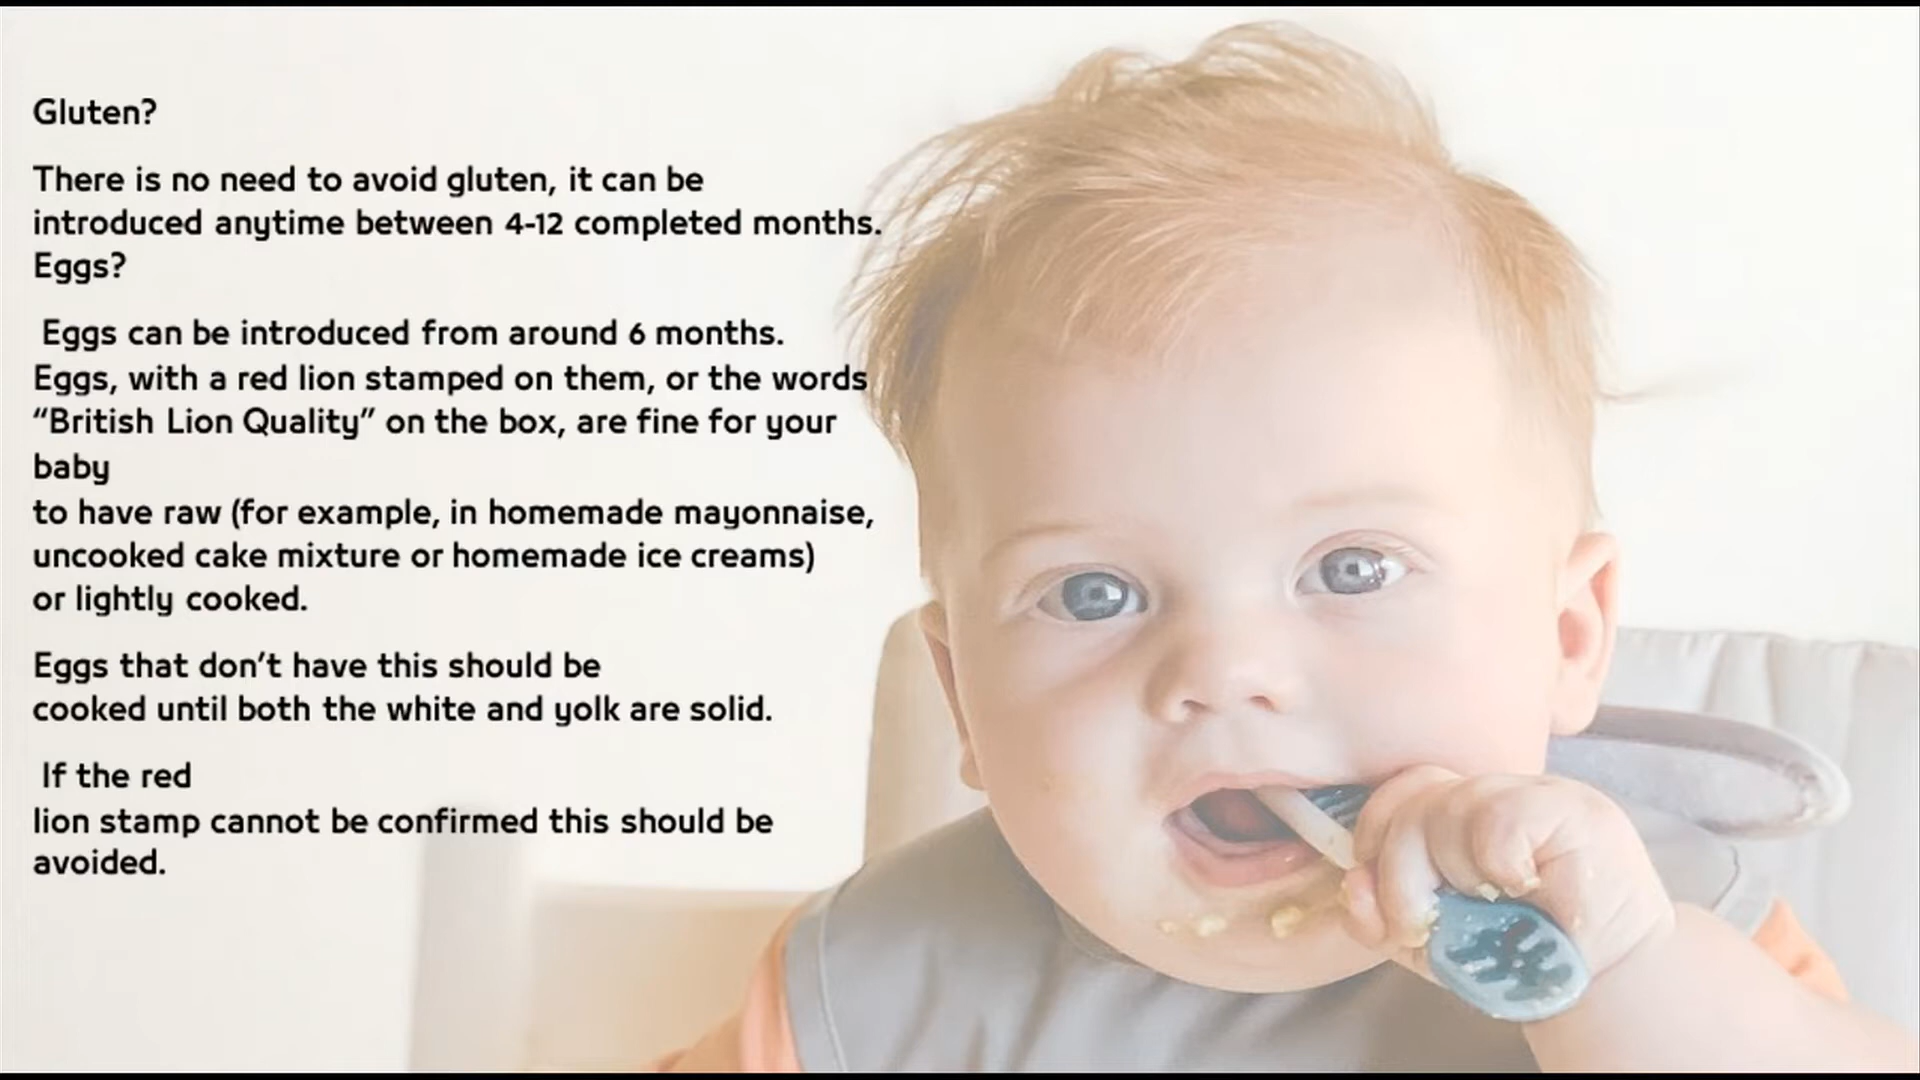 Gluten?
There is no need to avoid gluten, it can be
introduced anytime between 4-12 completed months.
Eggs?
Eggs can be introduced from around 6 months.
Eggs, with a red lion stamped on them, or the words
“British Lion Quality” on the box, are fine for your
baby
to have raw (for example, in homemade mayonnaise,
uncooked cake mixture or homemade ice creams)
or lightly cooked.
Eggs that don’t have this should be
cooked until both the white and yolk are solid.
If the red
lion stamp cannot be confirmed this should be
avoided.